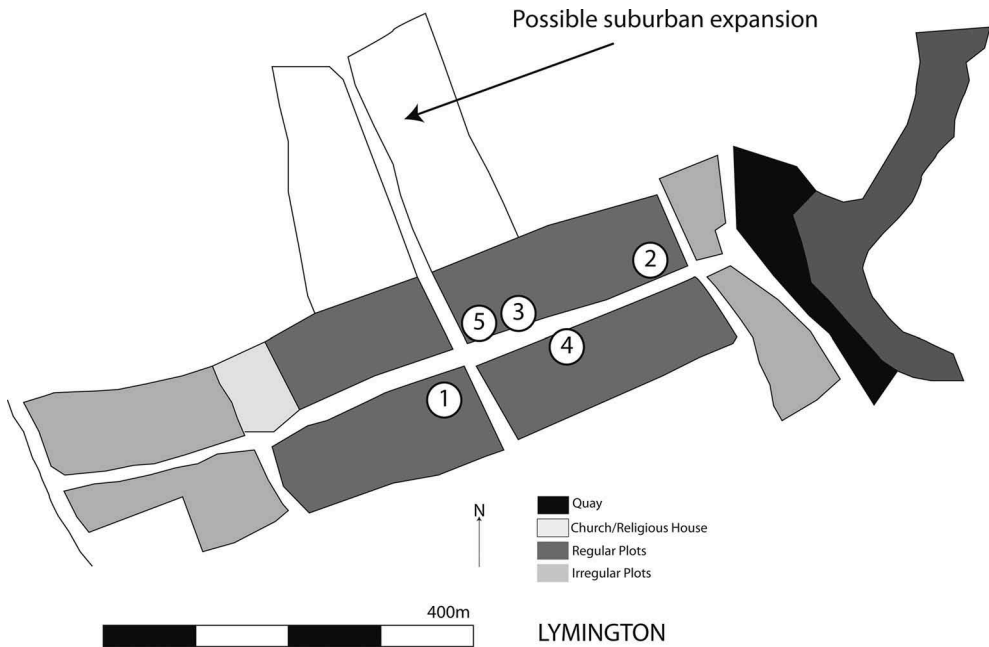 Possible suburban expansion
2
5
3
4
1
N
Quay
Church/Religious House
Regular Plots
Irregular Plots
400m
LYMINGTON